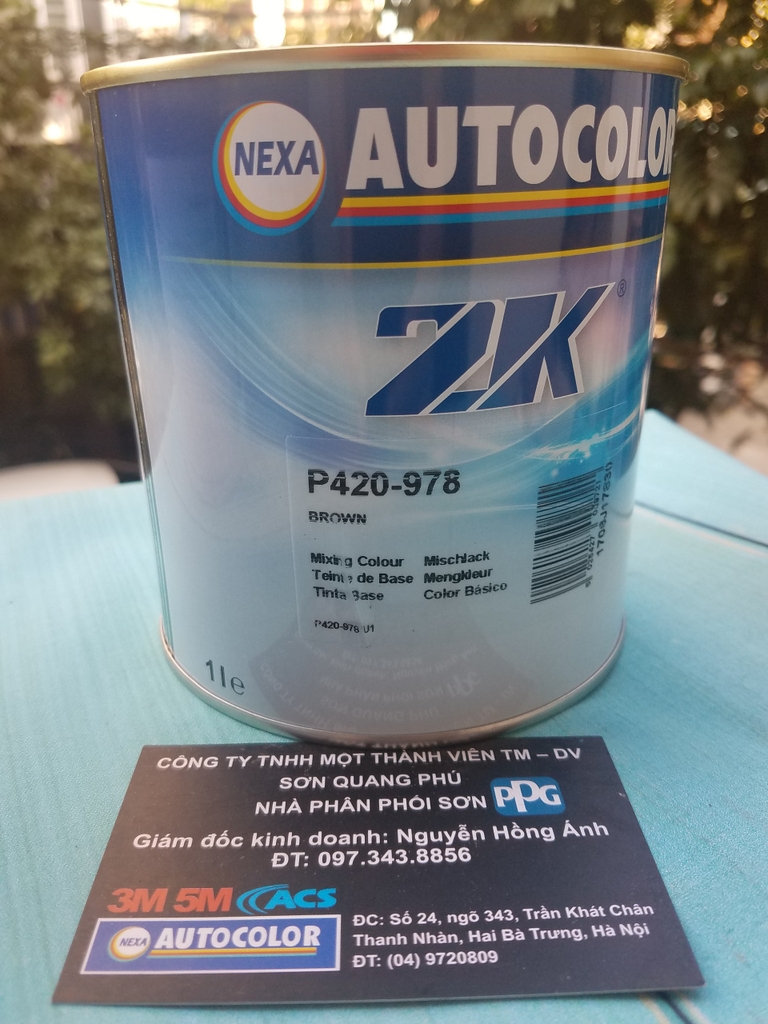 NEXA AUTOCOLOR
2K®
P420-978
BROWN
Mixing Colour Mischlack
Teinte de Base Mengkleur
Tinta Base Color Básico
P420-978/U1
1706J17830
1le
CÔNG TY TNHH MỘT THÀNH VIÊN TM – DV
SƠN QUANG PHÚ
NHÀ PHÂN PHỐI SƠN PPG
Giám đốc kinh doanh: Nguyễn Hồng Ánh
ĐT: 097.343.8856
3M 5M ACS
NEXA AUTOCOLOR
ĐC: Số 24, ngõ 343, Trần Khát Chân
Thanh Nhàn, Hai Bà Trưng, Hà Nội
ĐT: (04) 9720809